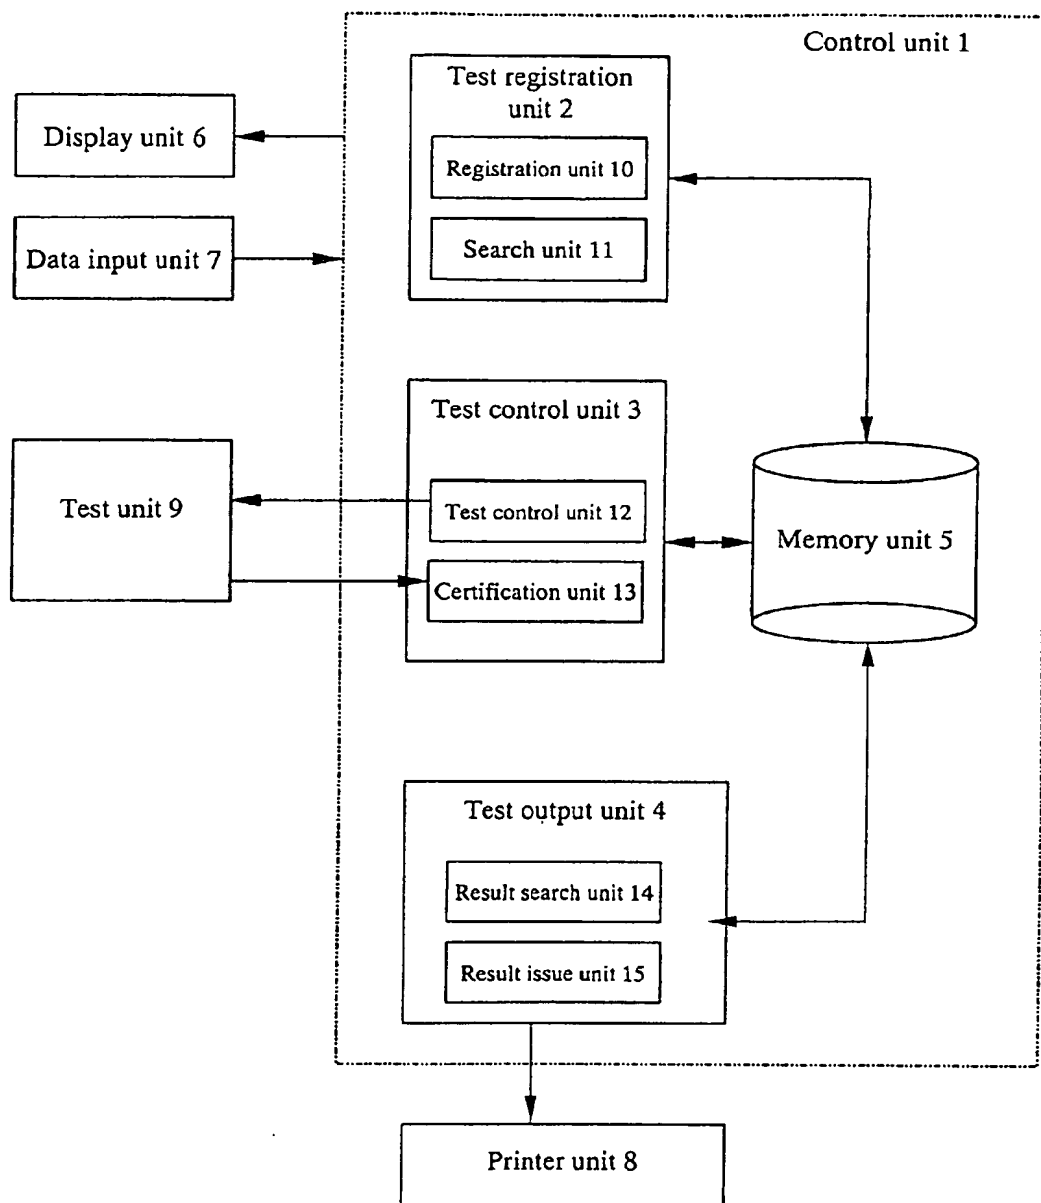 Control unit 1
Test registration
unit 2
Display unit 6
Registration unit 10
Data input unit 7
Search unit 11
Test control unit 3
Test unit 9
Test control unit 12
Memory unit 5
Certification unit 13
Test output unit 4
Result search unit 14
Result issue unit 15
Printer unit 8